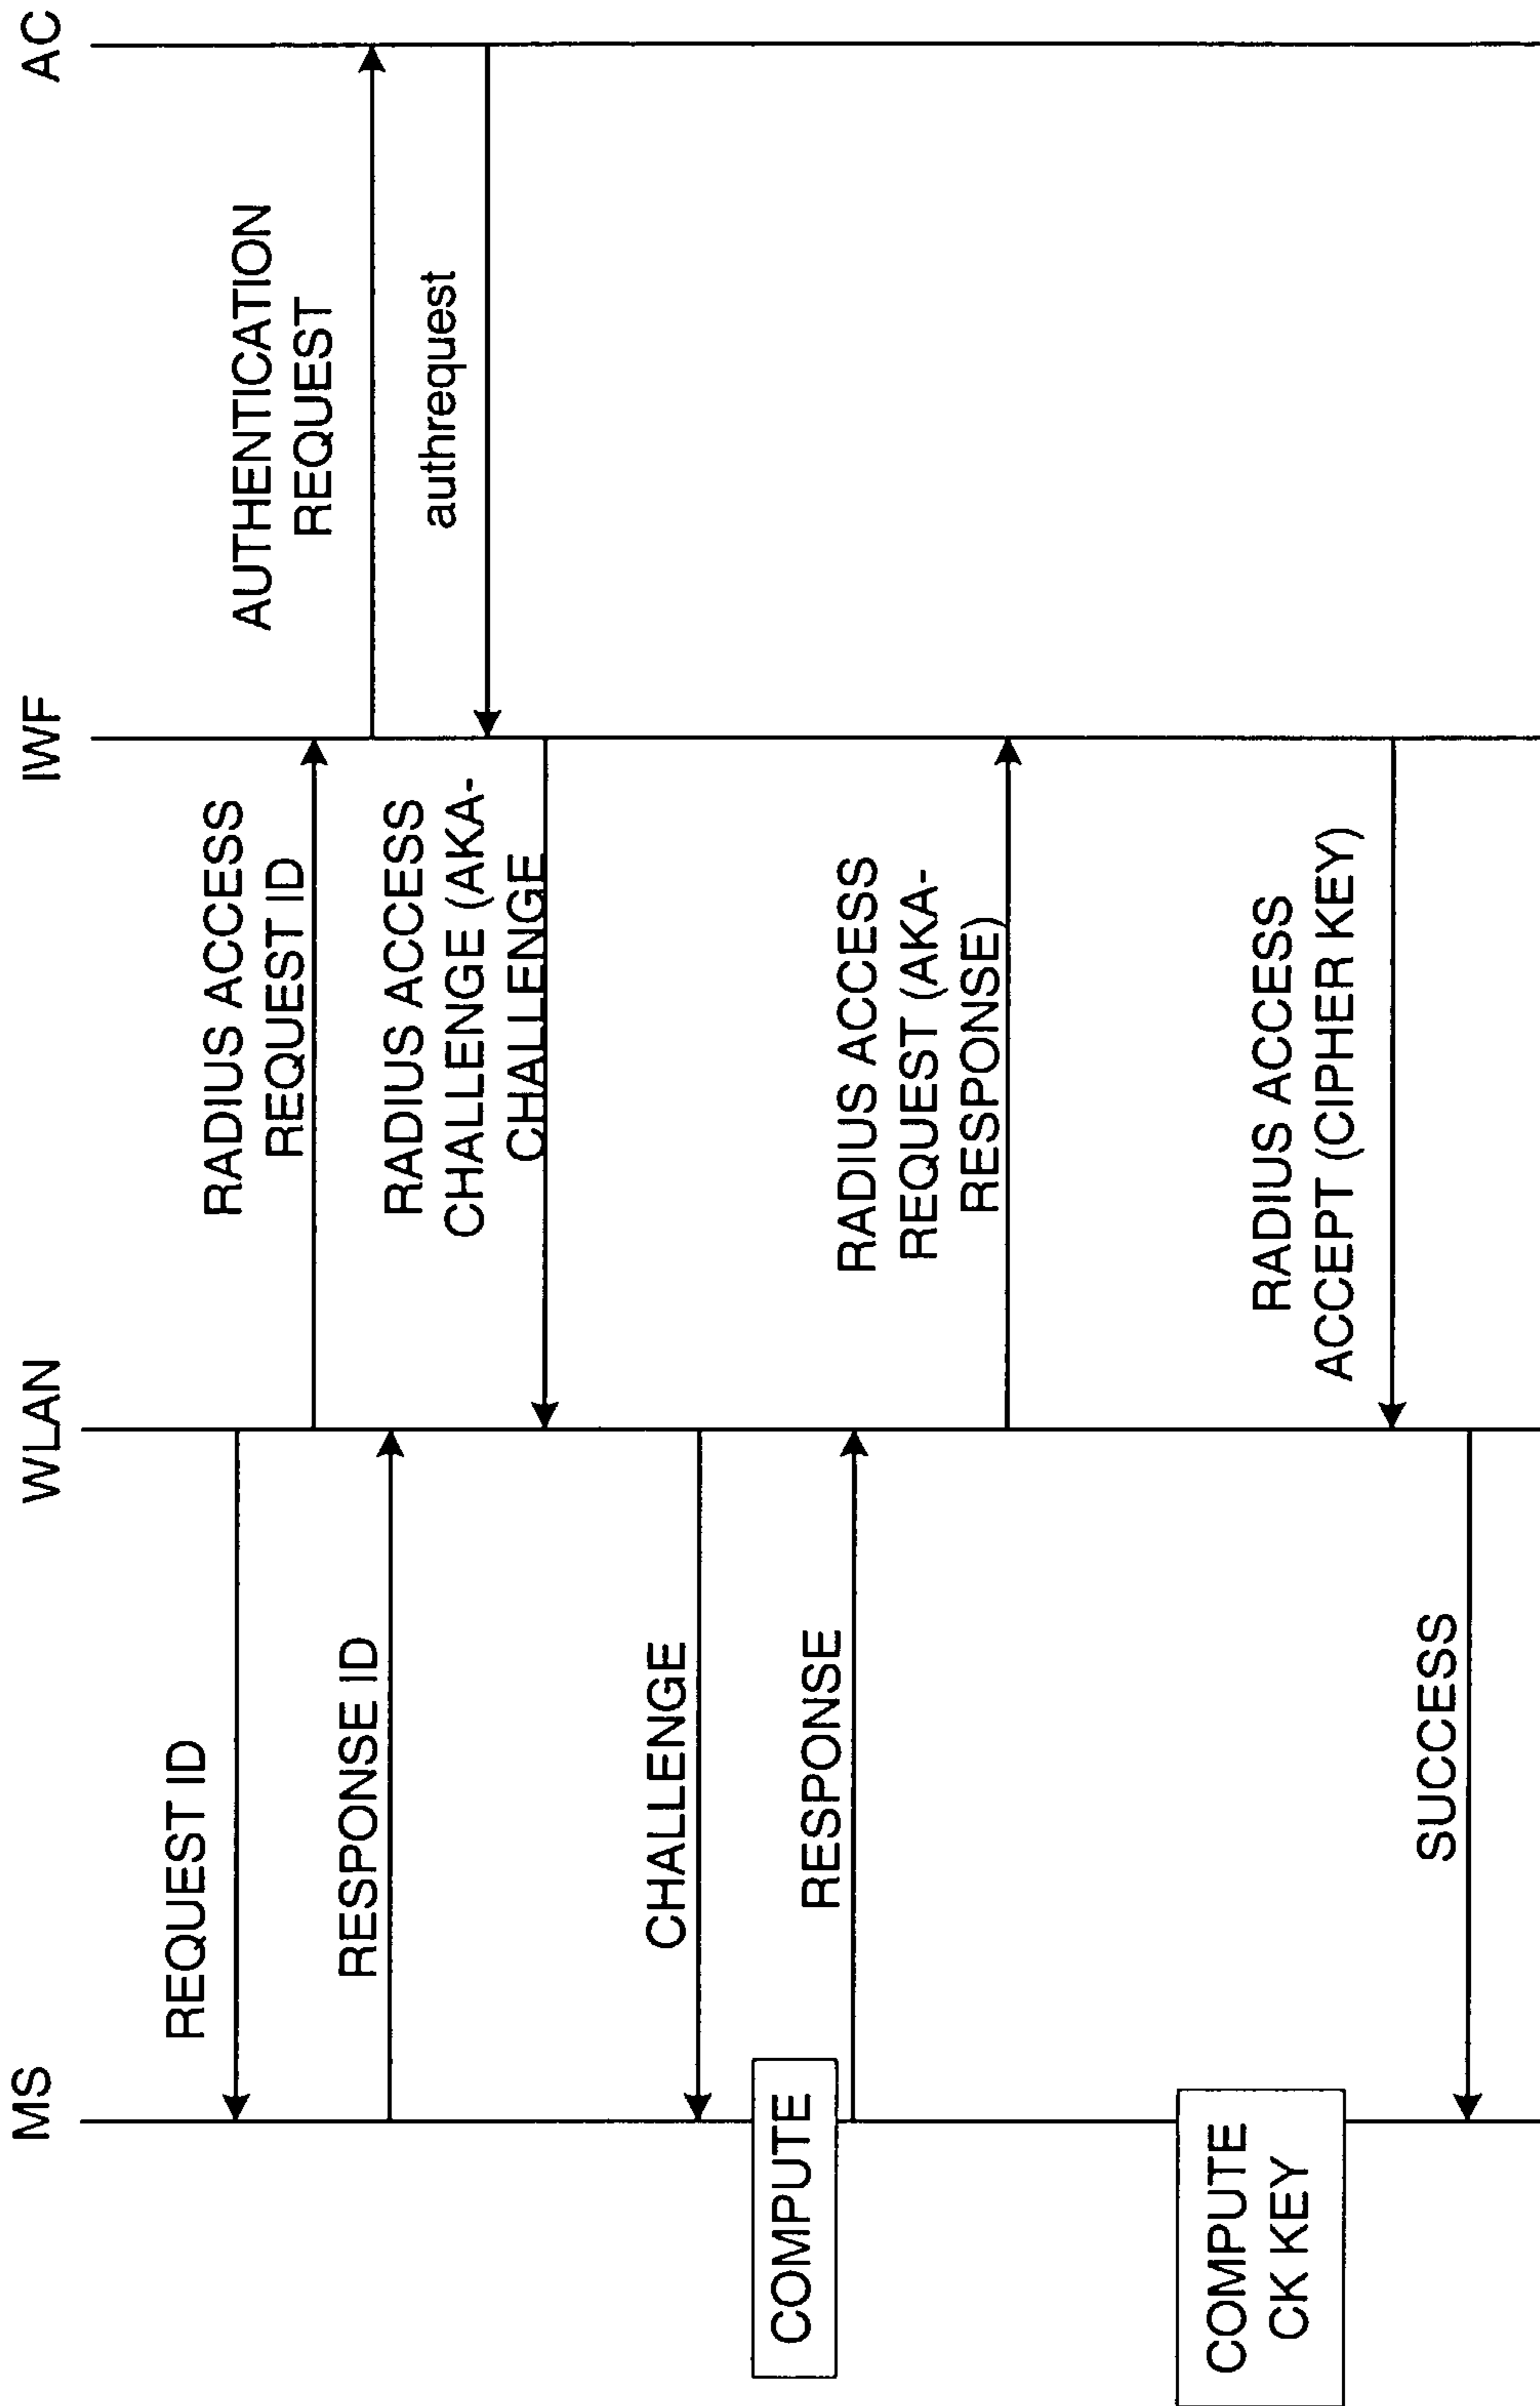 MS
WLAN
IWF
AC
REQUEST ID
RADIUS ACCESS
REQUEST ID
AUTHENTICATION
REQUEST
RESPONSE ID
authrequest
RADIUS ACCESS
CHALLENGE (AKA-
CHALLENGE
CHALLENGE
COMPUTE
RESPONSE
RADIUS ACCESS
REQUEST (AKA-
RESPONSE)
COMPUTE
CK KEY
RADIUS ACCESS
ACCEPT (CIPHER KEY)
SUCCESS